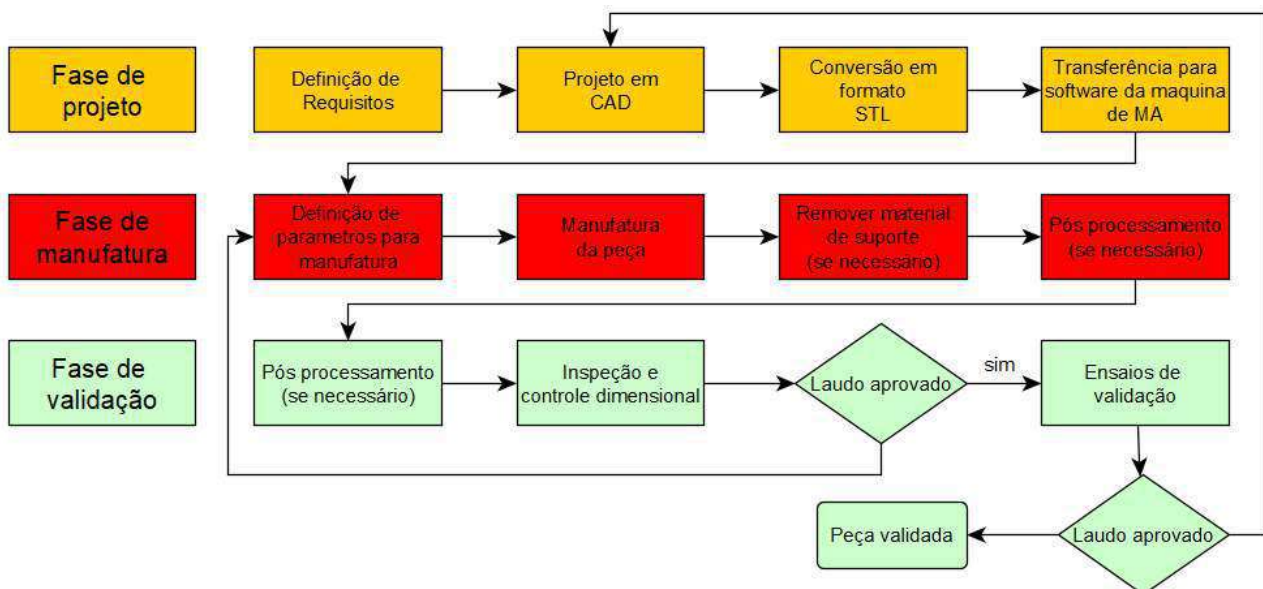 Fase de
projeto
Definição de
Requisitos
Projeto em
CAD
Conversão em
formato
STL
Transferência para
software da maquina
de MA
Fase de
manufatura
Definição de
parametros para
manufatura
Manufatura
da peça
Remover material
de suporte
(se necessário)
Pós processamento
(se necessário)
Fase de
validação
Pós processamento
(se necessário)
Inspeção e
controle dimensional
Laudo aprovado
sim
Ensaios de
validação
Peça validada
Laudo aprovado